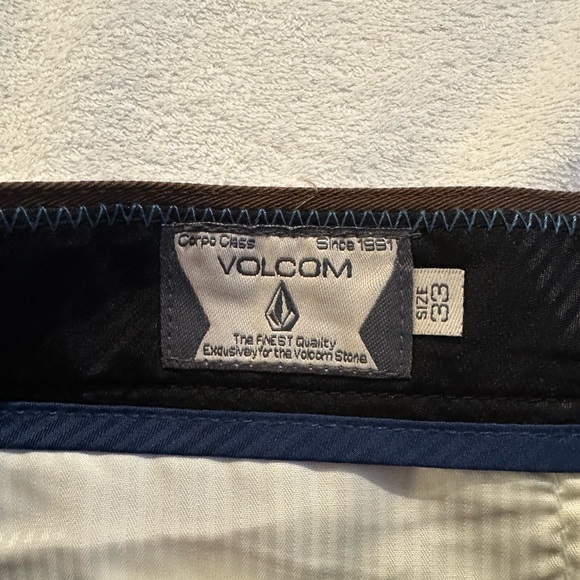 Corpo Class Since 1991
VOLCOM
The FINEST Quality
Exclusively for the Volcom Stone
SIZE
33